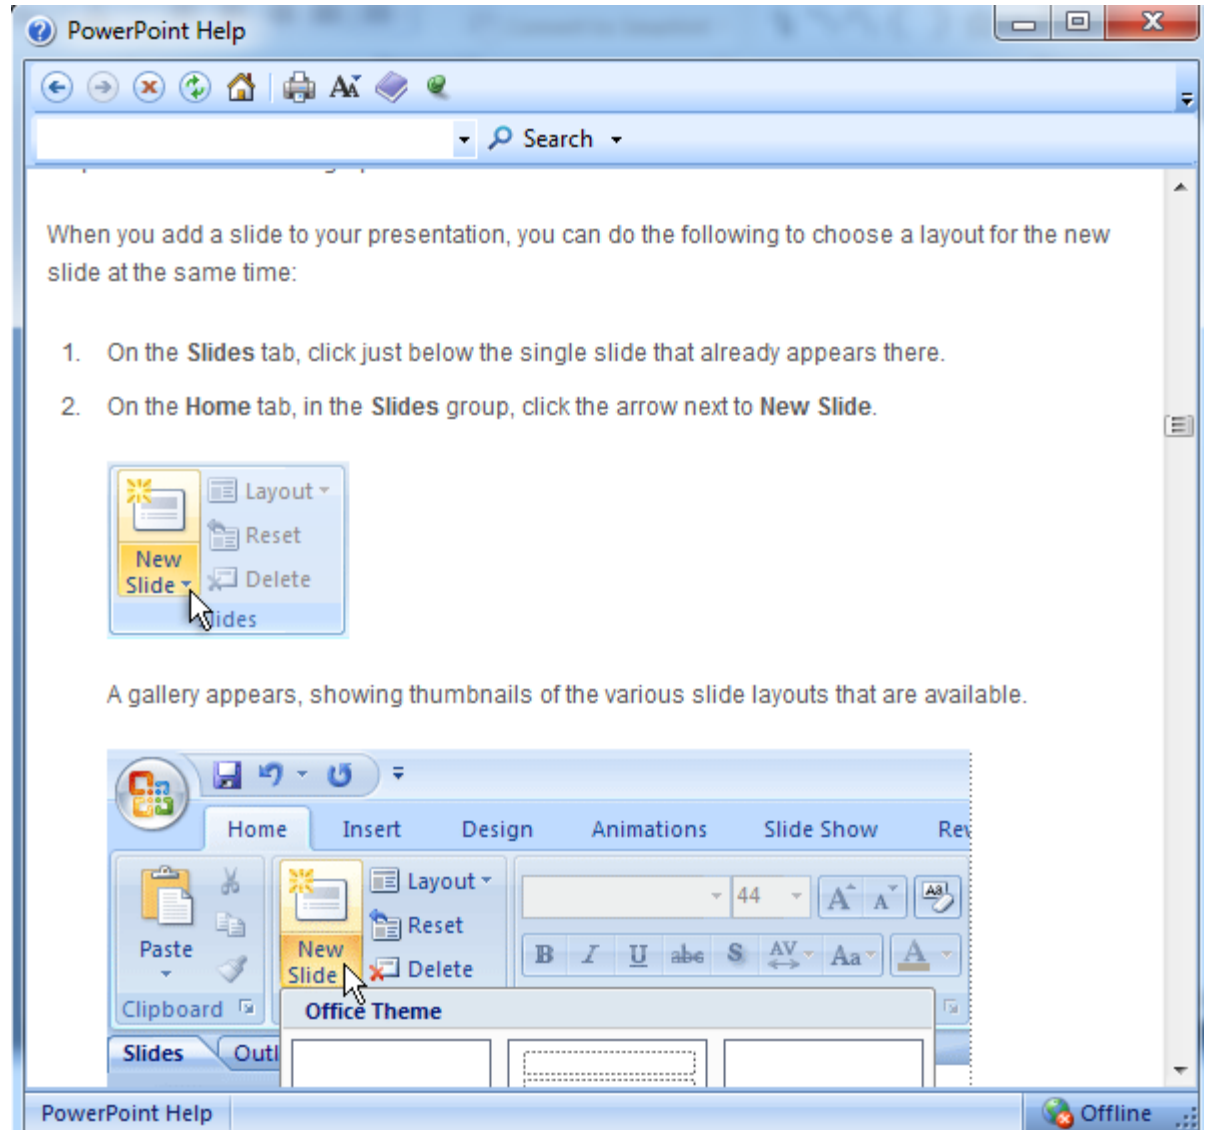 PowerPoint Help
Search
When you add a slide to your presentation, you can do the following to choose a layout for the new
slide at the same time:
1. On the Slides tab, click just below the single slide that already appears there.
2. On the Home tab, in the Slides group, click the arrow next to New Slide.
Layout
Reset
New
Slide
Delete
A gallery appears, showing thumbnails of the various slide layouts that are available.
Home Insert Design Animations Slide Show
Layout
44
Reset
Paste
New
Slide
Delete
B I U abc S AV Aa A
Clipboard
Office Theme
Slides
PowerPoint Help
Offline